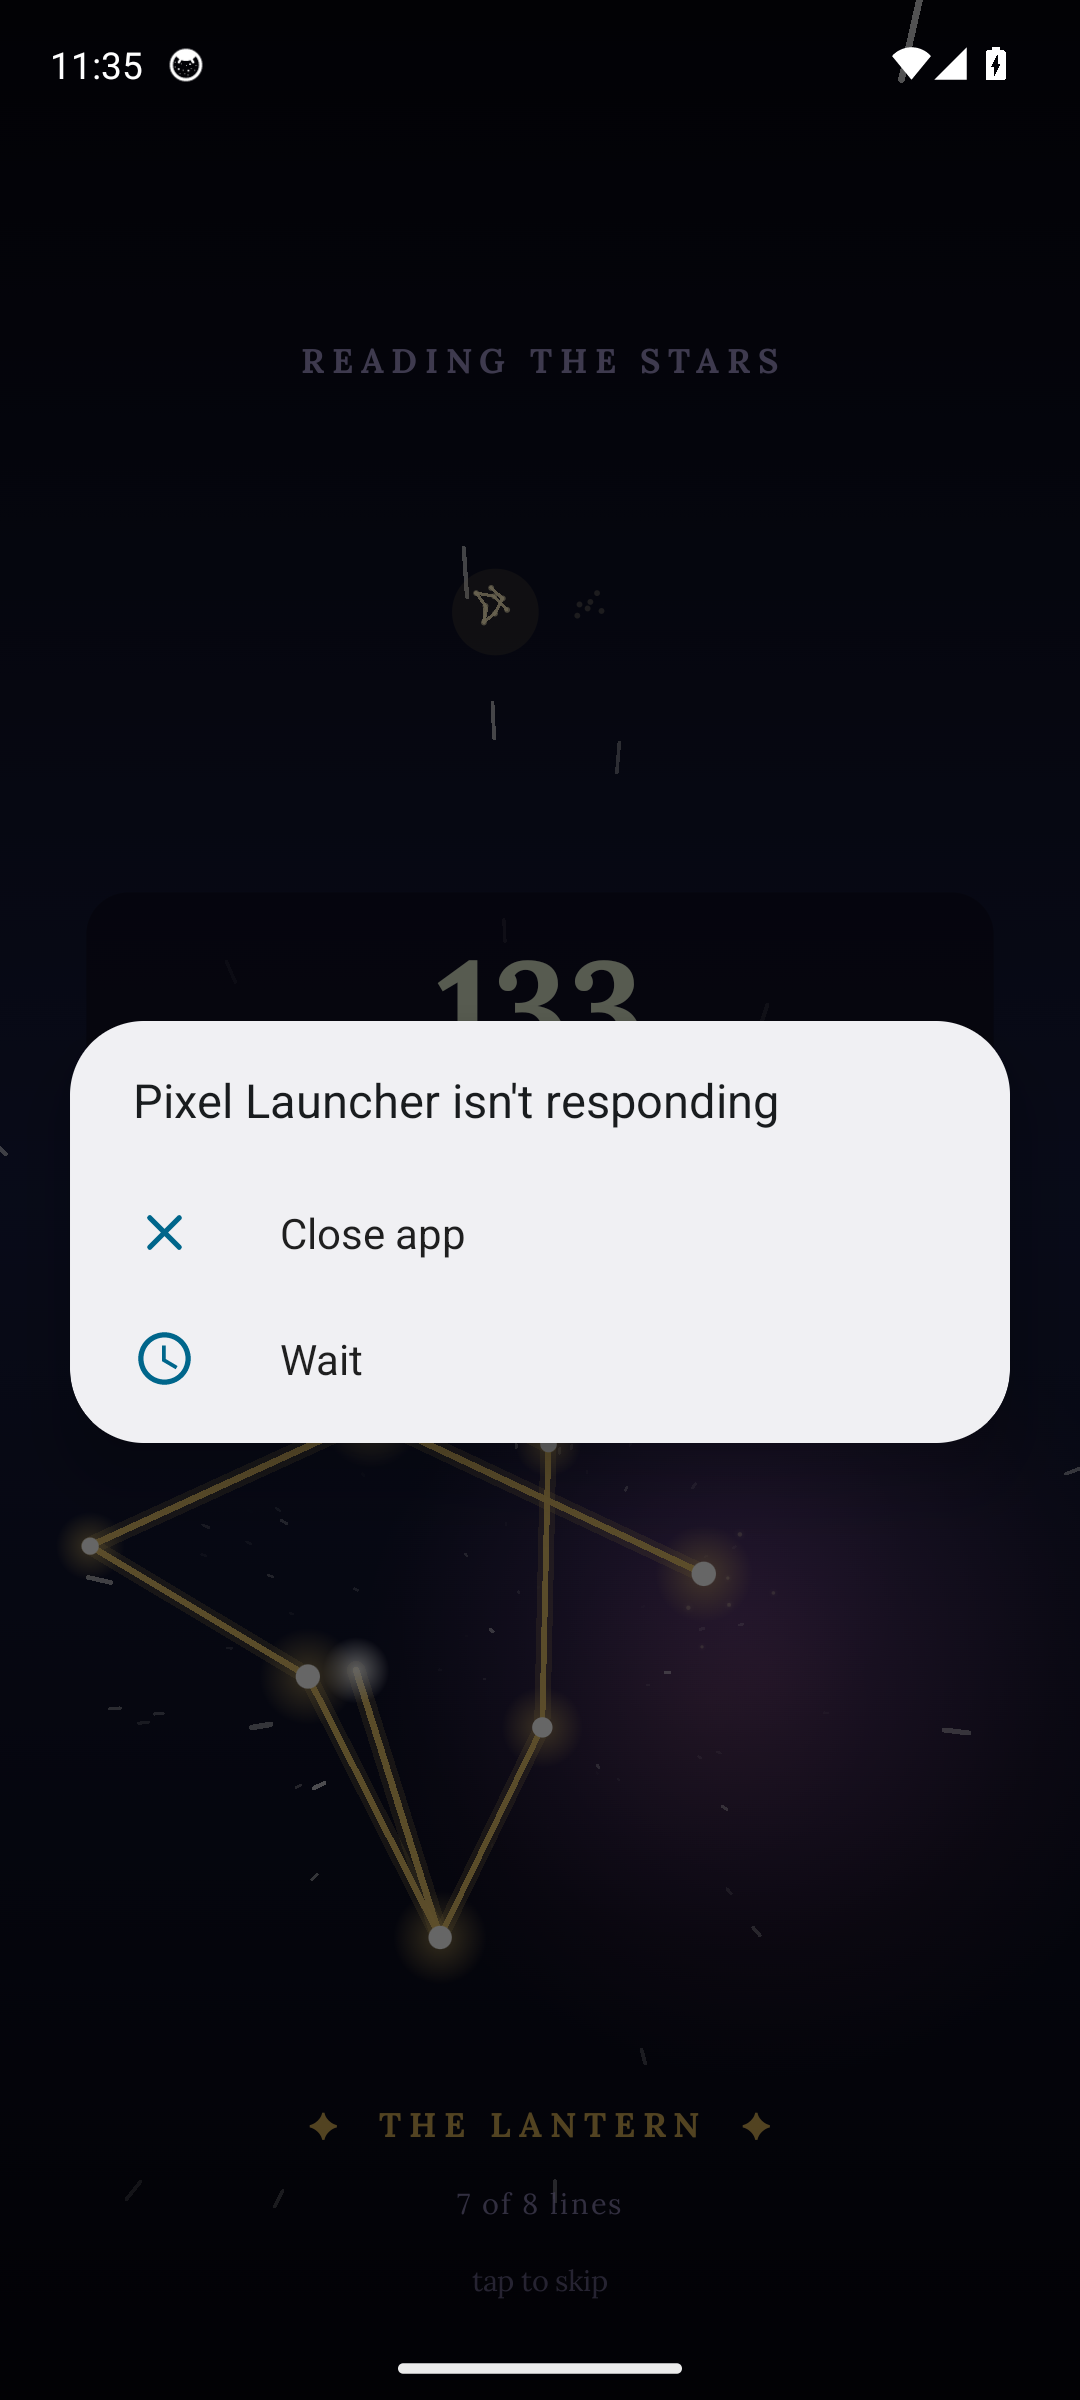 11:35
READING THE STARS
133
Pixel Launcher isn't responding
Close app
Wait
THE LANTERN
7 of 8 lines
tap to skip